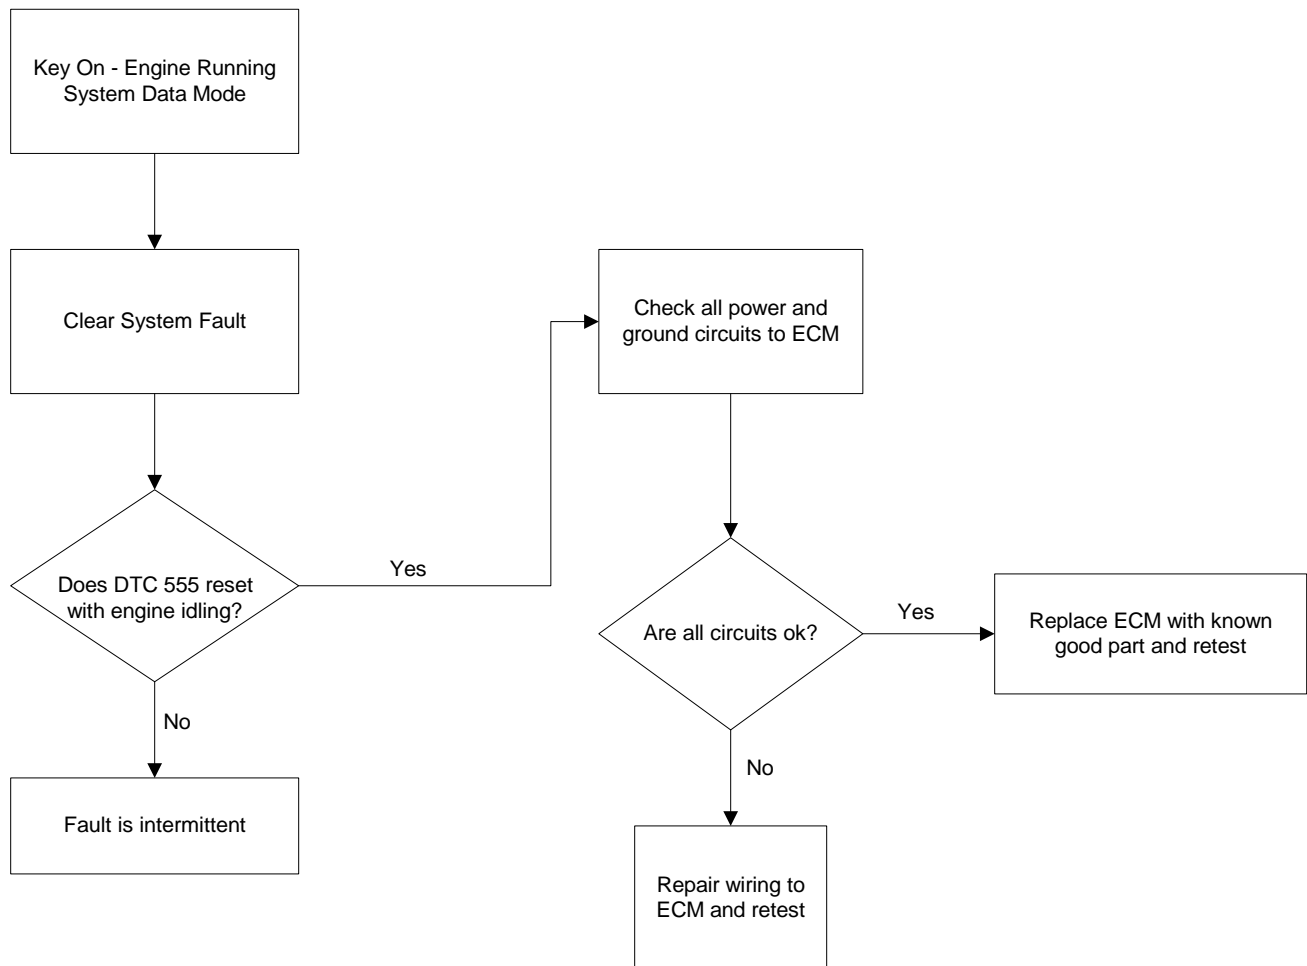 Key On - Engine Running
System Data Mode
Clear System Fault
Does DTC 555 reset
with engine idling?
Yes
No
Fault is intermittent
Check all power and
ground circuits to ECM
Are all circuits ok?
Yes
Replace ECM with known
good part and retest
No
Repair wiring to
ECM and retest